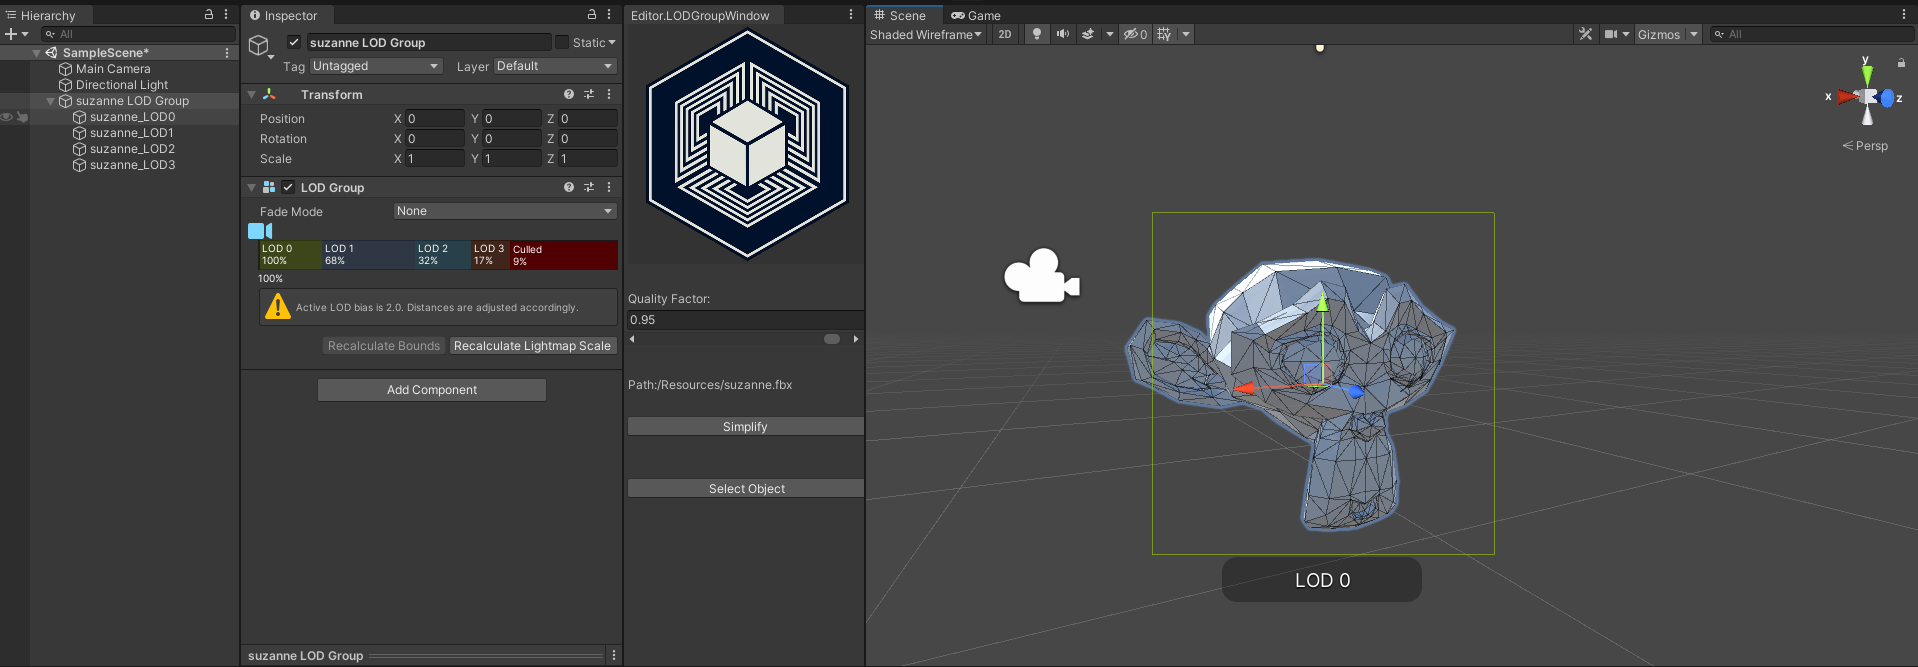 Hierarchy
All
SampleScene*
Main Camera
Directional Light
suzanne LOD Group
suzanne_LOD0
suzanne_LOD1
suzanne_LOD2
suzanne_LOD3
Inspector
suzanne LOD Group
Static
Tag Untagged Layer Default
Transform
Position X 0 Y 0 Z 0
Rotation X 0 Y 0 Z 0
Scale X 1 Y 1 Z 1
LOD Group
Fade Mode None
LOD 0 LOD 1 LOD 2 LOD 3 Culled
100% 68% 32% 17% 9%
100%
Active LOD bias is 2.0. Distances are adjusted accordingly.
Recalculate Bounds Recalculate Lightmap Scale
Add Component
suzanne LOD Group
Editor.LODGroupWindow
Quality Factor:
0.95
Path:/Resources/suzanne.fbx
Simplify
Select Object
Scene Game
Shaded Wireframe 2D 0 Gizmos All
y
x z
Persp
LOD 0